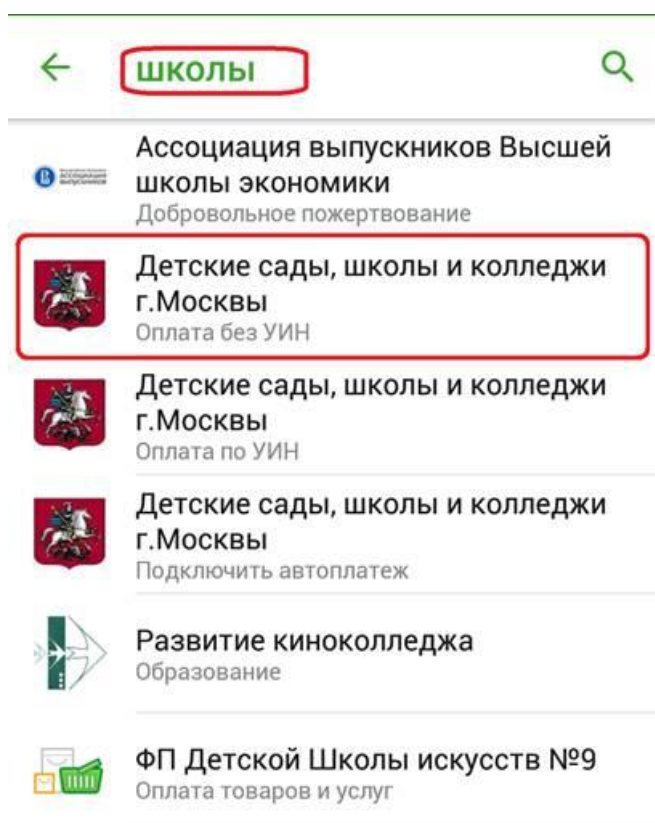 школы
Ассоциация выпускников Высшей
школы экономики
Добровольное пожертвование
Детские сады, школы и колледжи
г.Москвы
Оплата без УИН
Детские сады, школы и колледжи
г.Москвы
Оплата по УИН
Детские сады, школы и колледжи
г.Москвы
Подключить автоплатеж
Развитие киноколледжа
Образование
ФП Детской Школы искусств №9
Оплата товаров и услуг